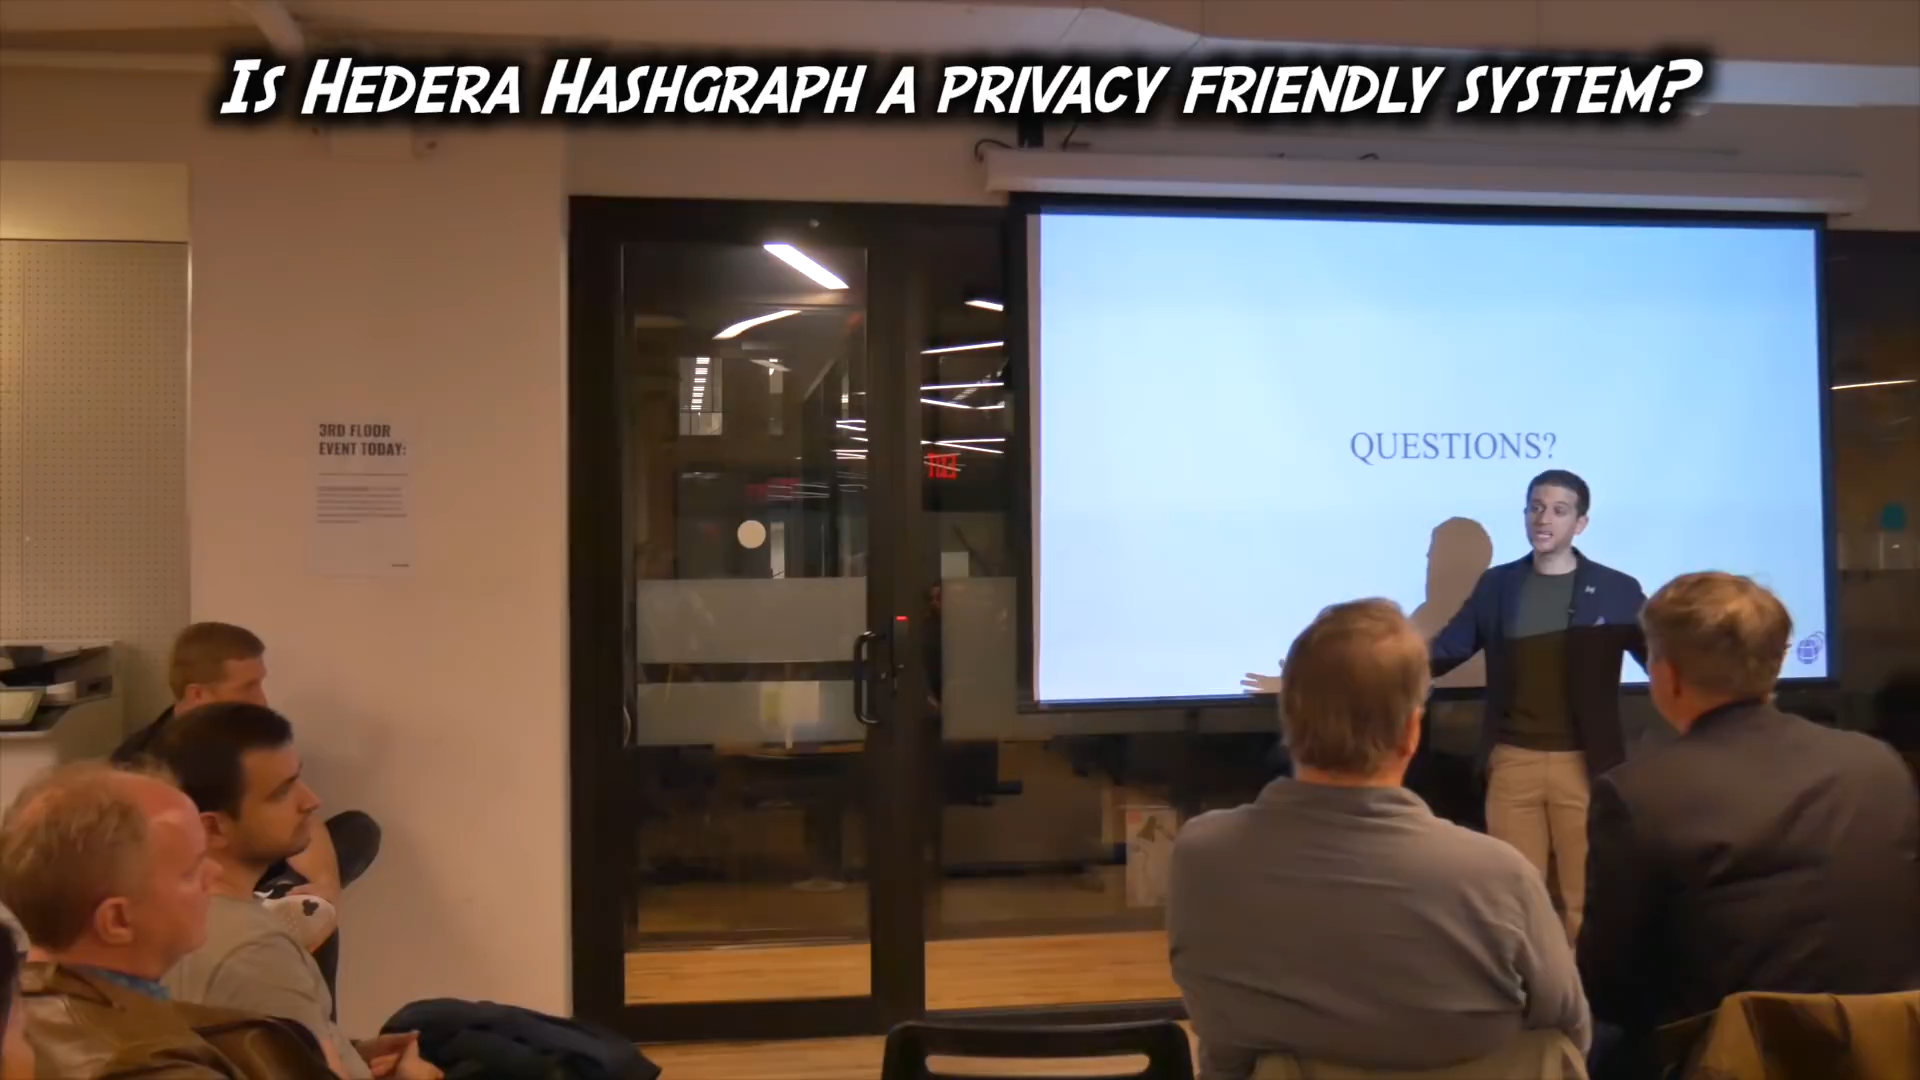 Is Hedera Hashgraph a privacy friendly system?
QUESTIONS?
3RD FLOOR
EVENT TODAY:
EXIT